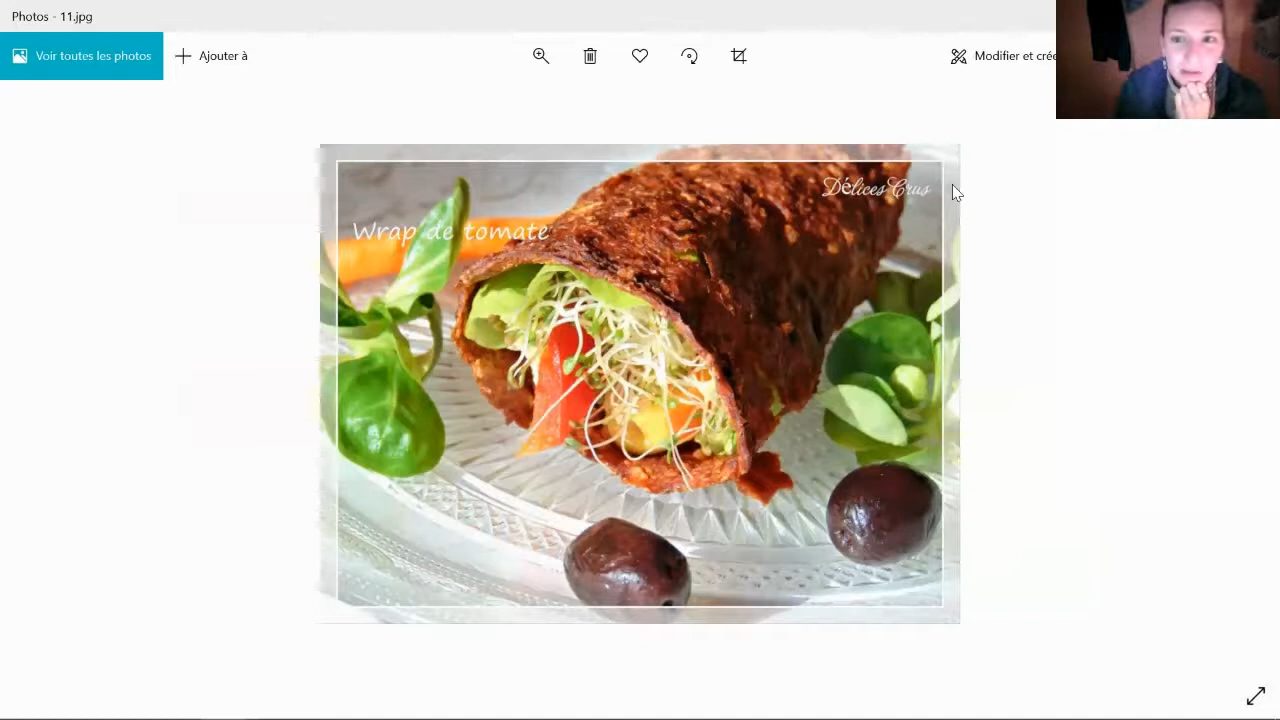 Photos - 11.jpg
Voir toutes les photos
Ajouter à
Modifier et crée
Délices Crus
Wrap de tomate